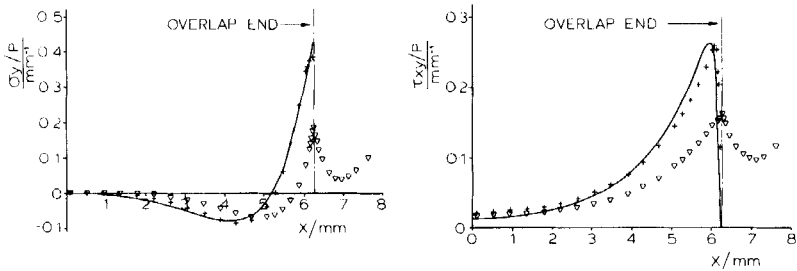 0 5
0 4
0 3
0 2
0 1
0
-0.1
σy/P
mm⁻¹
OVERLAP END
1 2 3 4 5 6 7 8
X/mm
0 3
0 2
0 1
0
τxy/P
mm⁻¹
OVERLAP END
0 1 2 3 4 5 6 7 8
X/mm